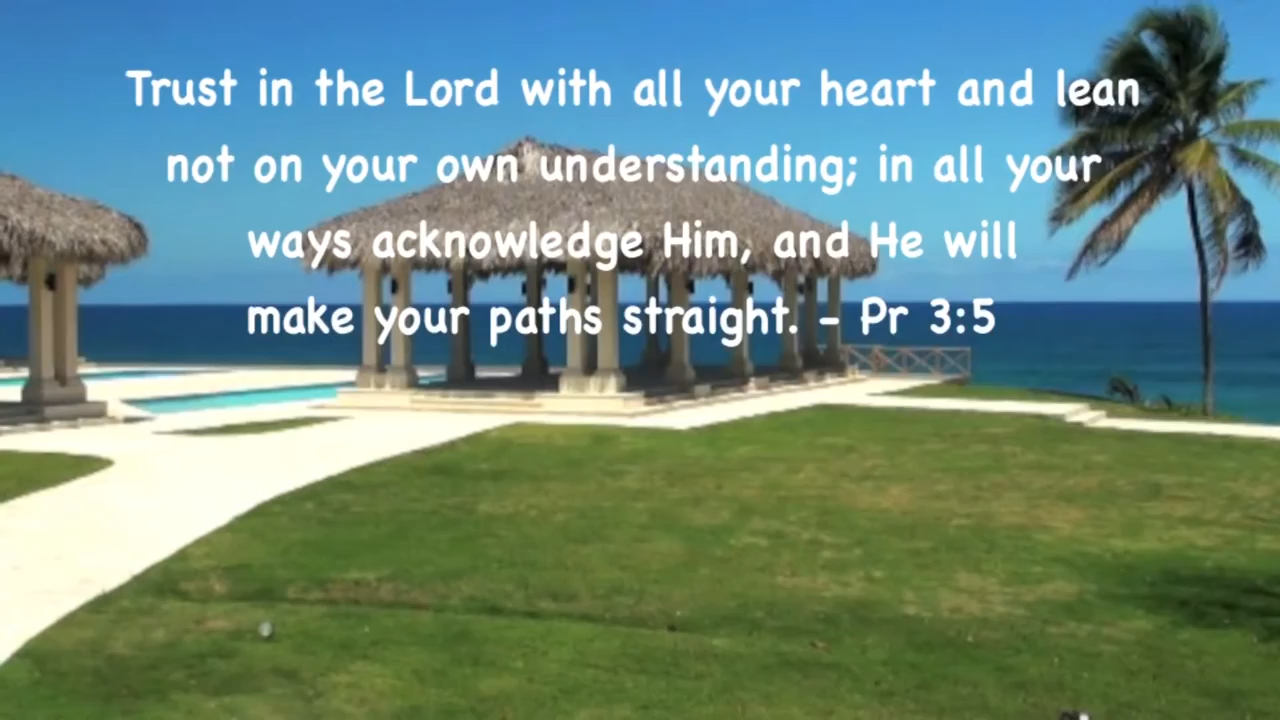 Trust in the Lord with all your heart and lean
not on your own understanding; in all your
ways acknowledge Him, and He will
make your paths straight. - Pr 3:5